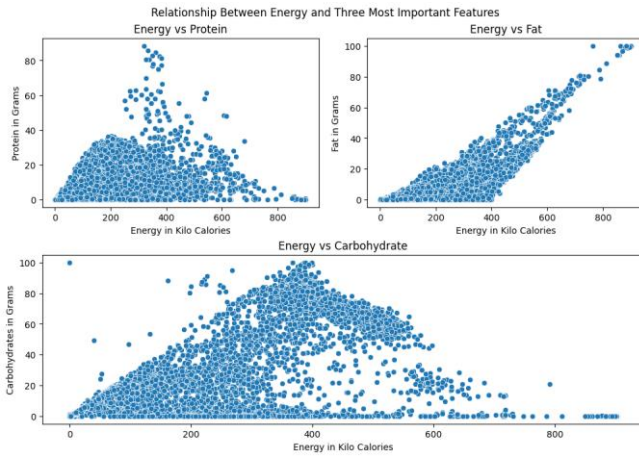 Relationship Between Energy and Three Most Important Features
Energy vs Protein
Protein in Grams
80
60
40
20
0
0 200 400 600 800
Energy in Kilo Calories
Energy vs Fat
Fat in Grams
100
80
60
40
20
0
0 200 400 600 800
Energy in Kilo Calories
Energy vs Carbohydrate
Carbohydrates in Grams
100
80
60
40
20
0
0 200 400 600 800
Energy in Kilo Calories